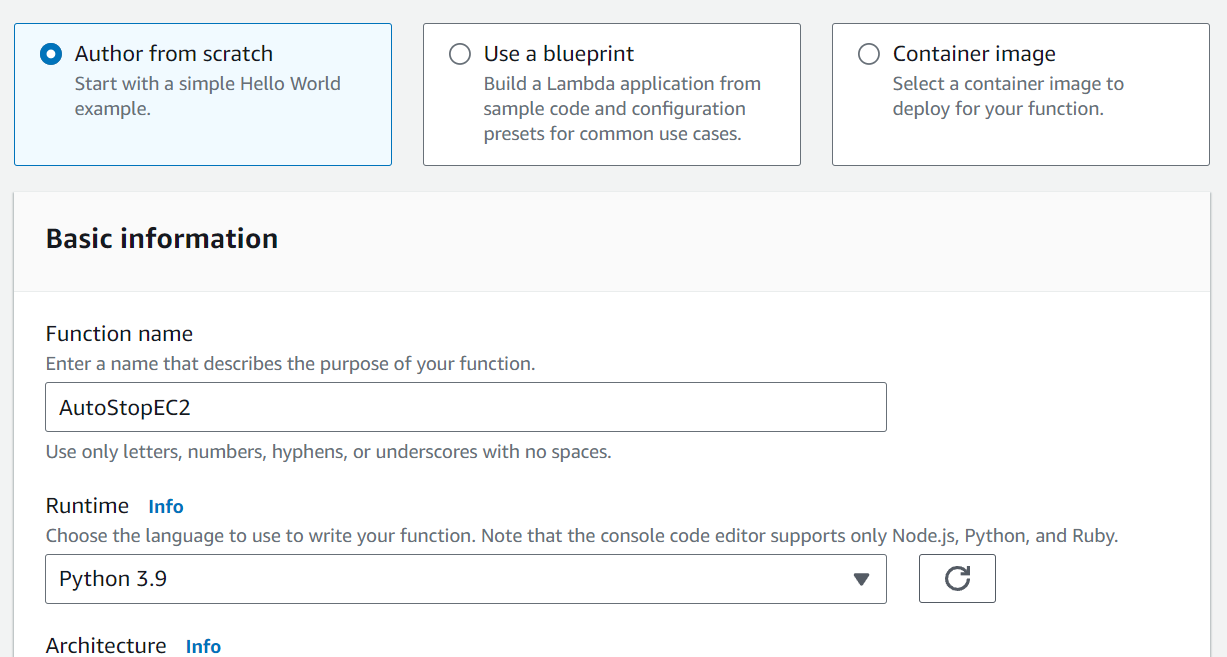 Author from scratch
Start with a simple Hello World
example.
Use a blueprint
Build a Lambda application from
sample code and configuration
presets for common use cases.
Container image
Select a container image to
deploy for your function.
Basic information
Function name
Enter a name that describes the purpose of your function.
AutoStopEC2
Use only letters, numbers, hyphens, or underscores with no spaces.
Runtime Info
Choose the language to use to write your function. Note that the console code editor supports only Node.js, Python, and Ruby.
Python 3.9
Architecture Info